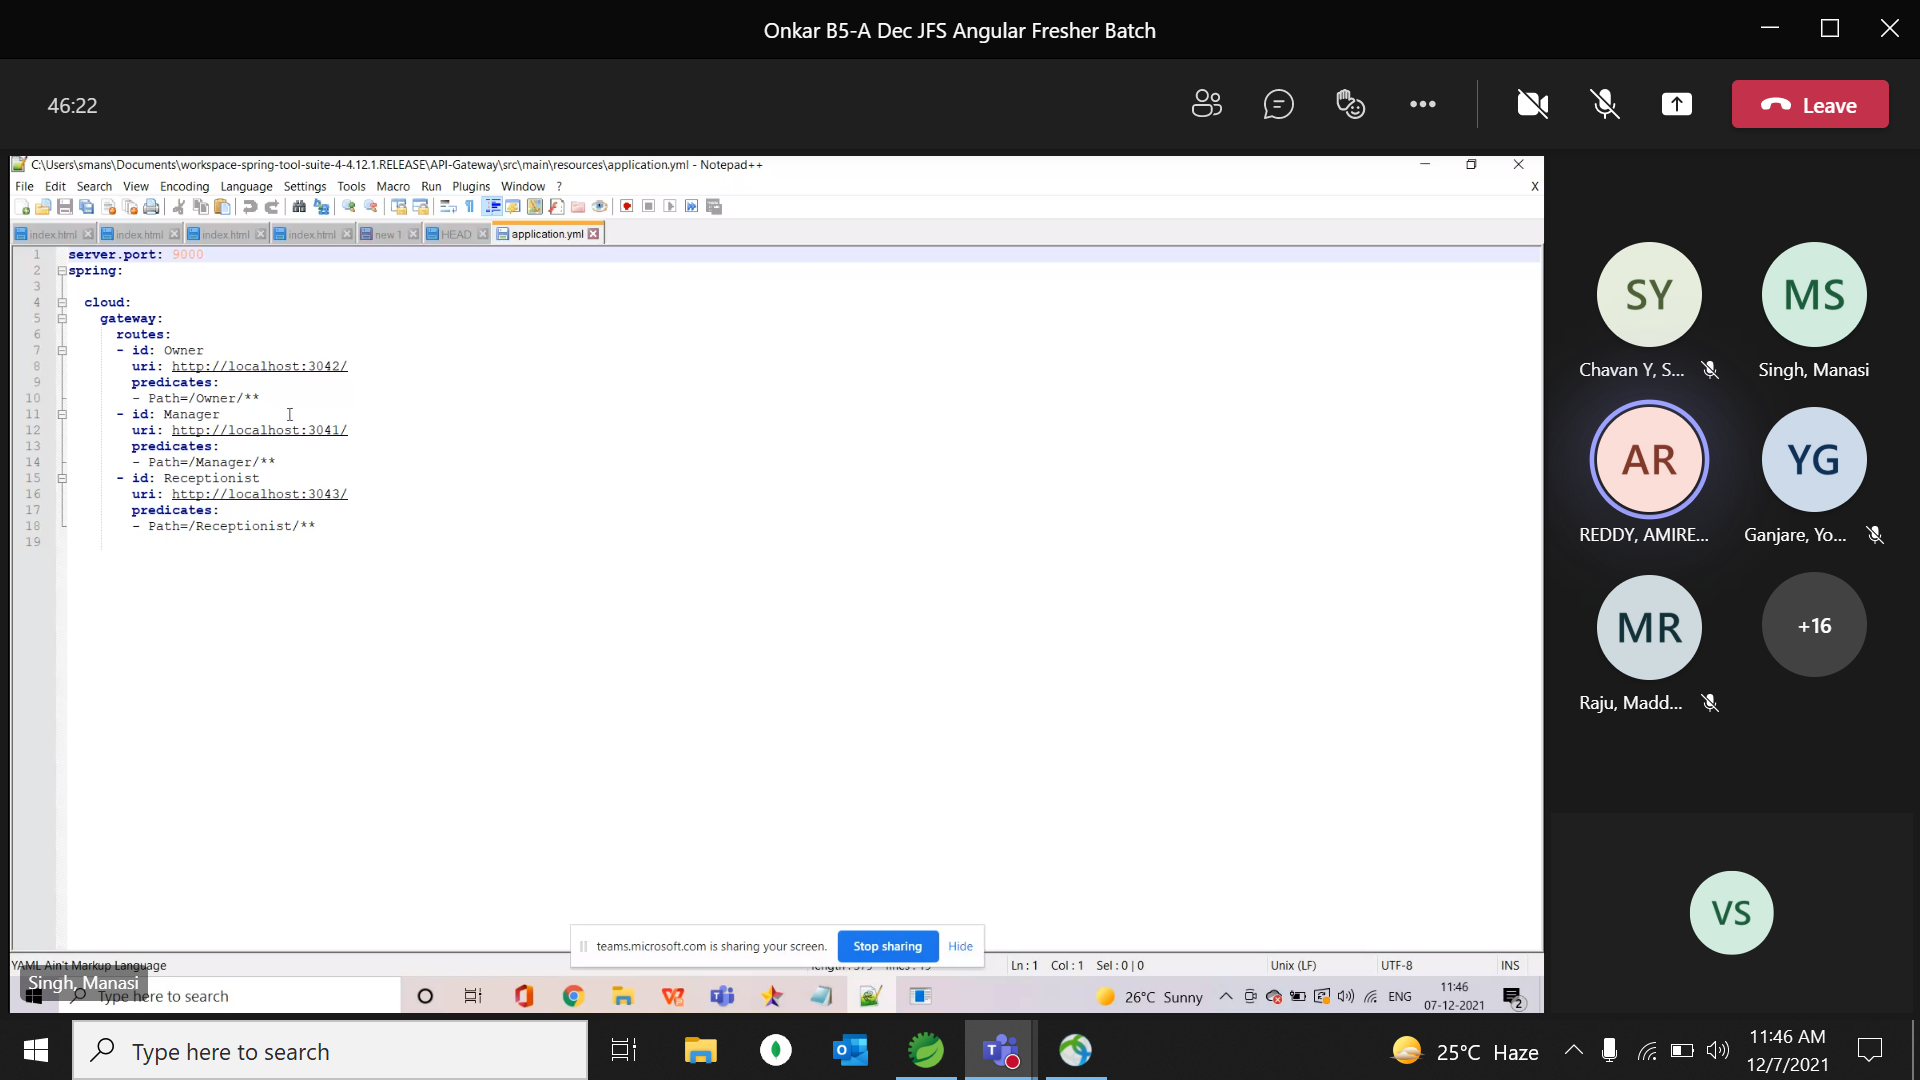 Onkar B5-A Dec JFS Angular Fresher Batch
46:22
Leave
C:\Users\smans\Documents\workspace-spring-tool-suite-4-4.12.1.RELEASE\API-Gateway\src\main\resources\application.yml - Notepad++
File Edit Search View Encoding Language Settings Tools Macro Run Plugins Window ? X
index.html index.html index.html index.html new 1 HEAD application.yml
1 server.port: 9000
2 spring:
3
4 cloud:
5 gateway:
6 routes:
7 - id: Owner
8 uri: http://localhost:3042/
9 predicates:
10 - Path=/Owner/**
11 - id: Manager
12 uri: http://localhost:3041/
13 predicates:
14 - Path=/Manager/**
15 - id: Receptionist
16 uri: http://localhost:3043/
17 predicates:
18 - Path=/Receptionist/**
19
SY MS
Chavan Y, S... Singh, Manasi
AR YG
REDDY, AMIRE... Ganjare, Yo...
MR +16
Raju, Madd...
VS
teams.microsoft.com is sharing your screen. Stop sharing Hide
YAML Ain't Markup Language Ln : 1 Col : 1 Sel : 0 | 0 Unix (LF) UTF-8 INS
Singh, Manasi
Type here to search
26°C Sunny ENG 11:46
07-12-2021 2
Type here to search
25°C Haze 11:46 AM
12/7/2021